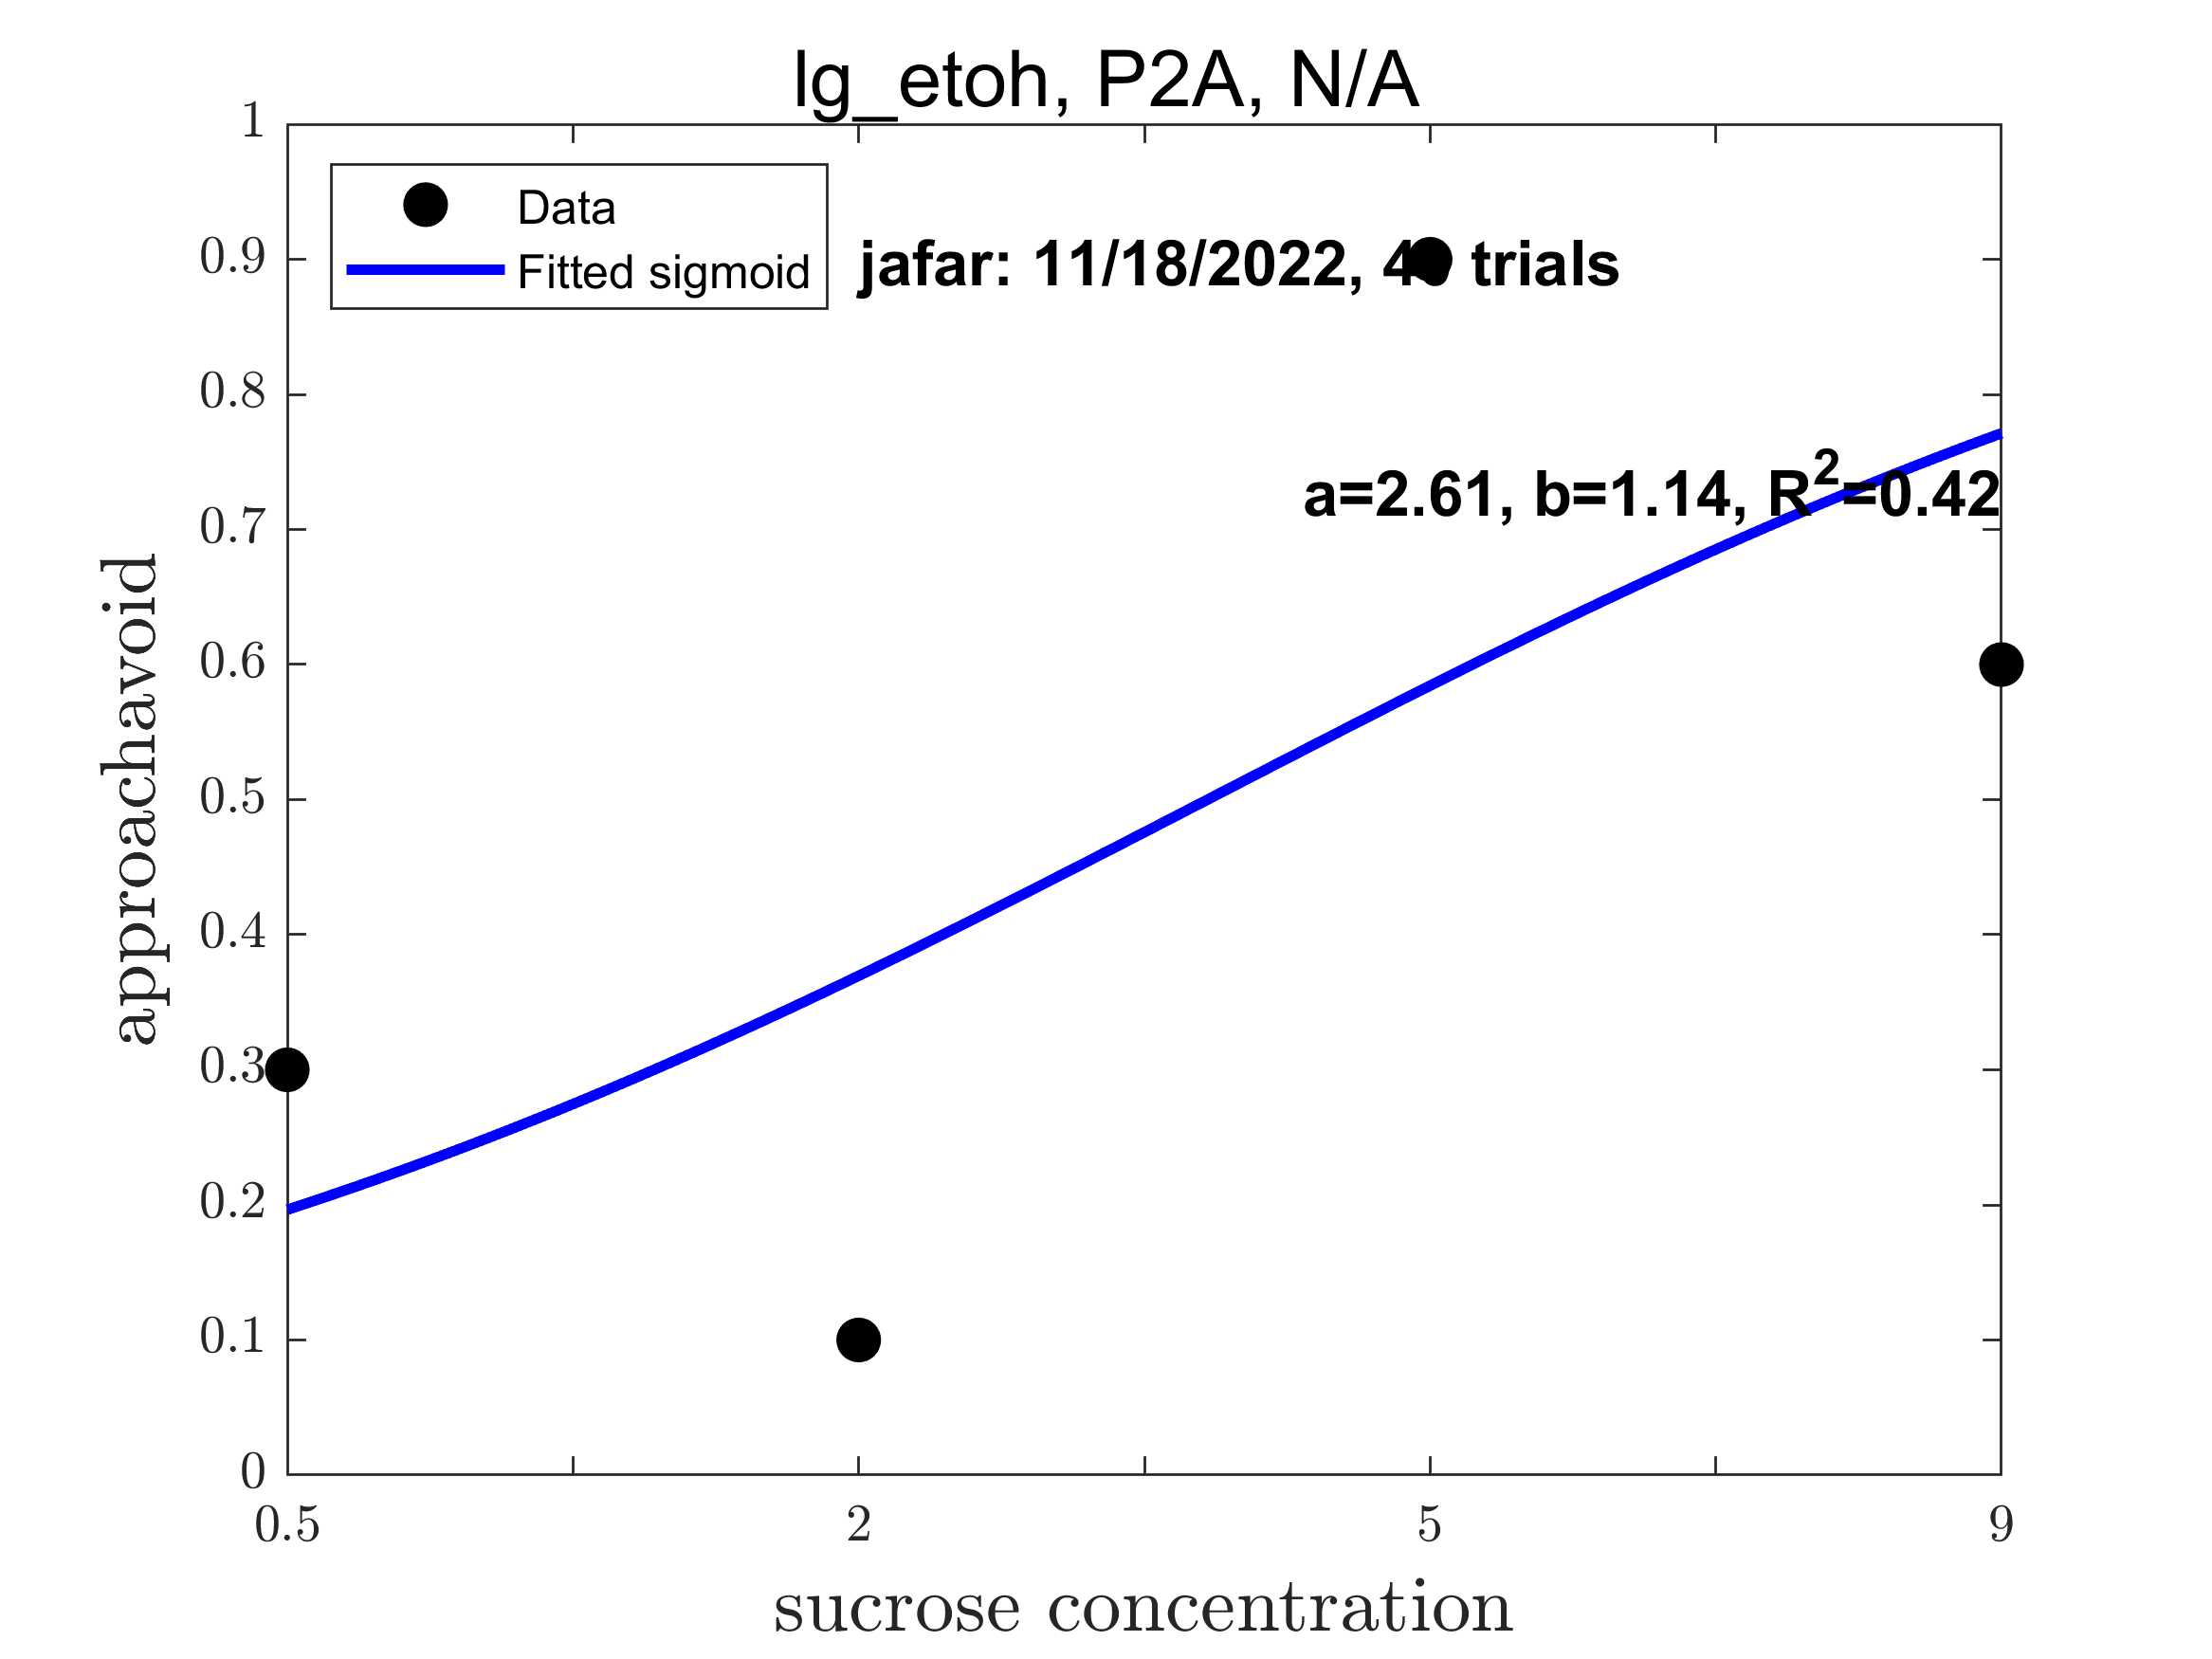 lg_etoh, P2A, N/A
1
0.9
0.8
0.7
0.6
0.5
0.4
0.3
0.2
0.1
0
Data
Fitted sigmoid
jafar: 11/18/2022, trials
a=2.61, b=1.14, R²=0.42
approachavoid
0.5 2 5 9
sucrose concentration